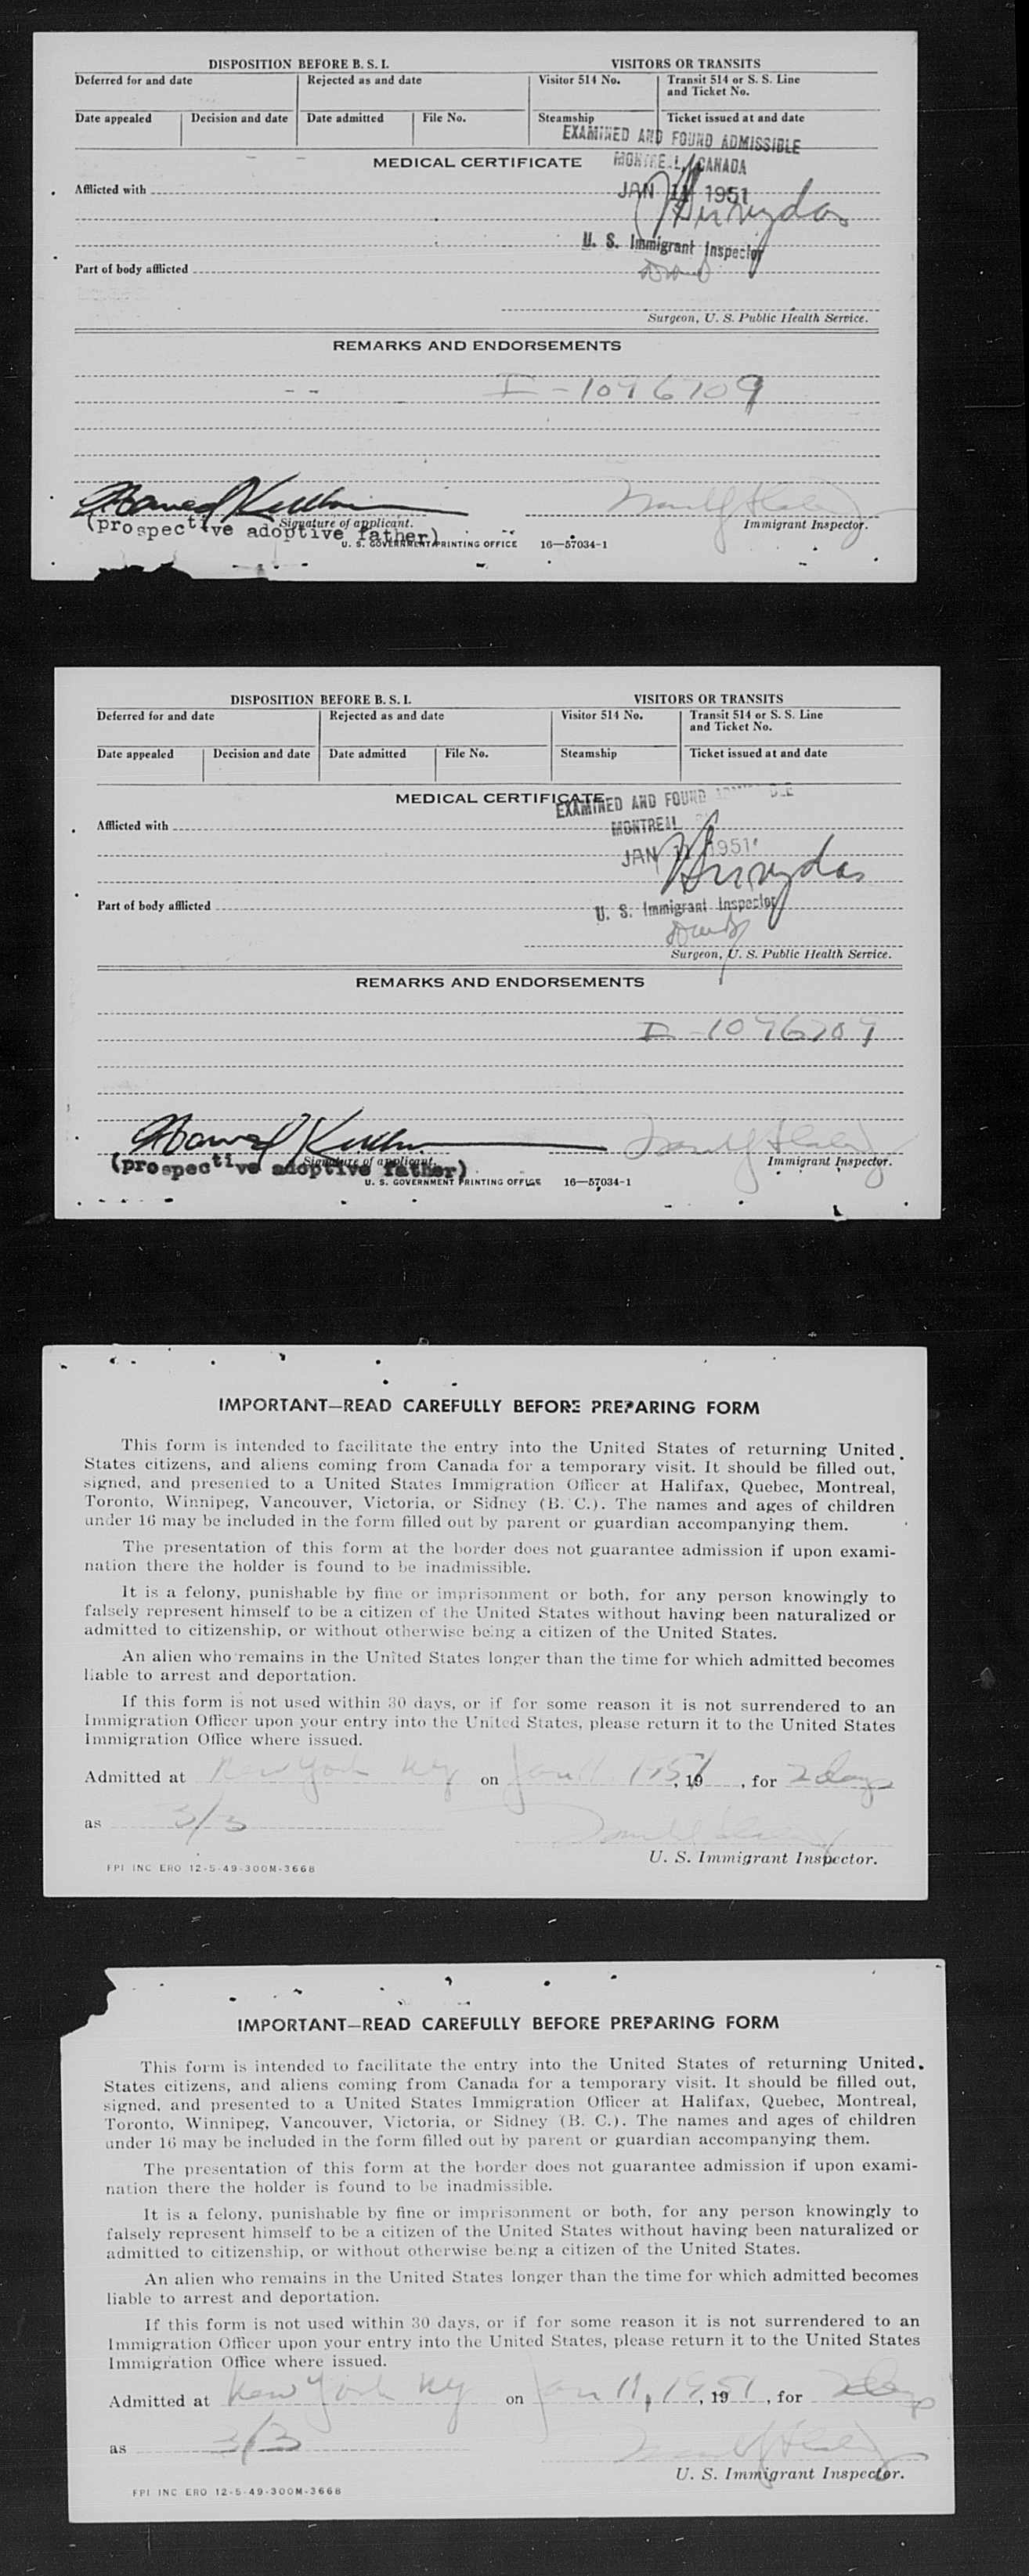 DISPOSITION BEFORE B. S. I.
VISITORS OR TRANSITS
Deferred for and date
Rejected as and date
Visitor 514 No.
Transit 514 or S. S. Line
and Ticket No.
Date appealed
Decision and date
Date admitted
File No.
Steamship
Ticket issued at and date
EXAMINED AND FOUND ADMISSIBLE
MEDICAL CERTIFICATE
CANADA
Afflicted with
JAN 11 1951
U. S. Immigrant Inspector
Part of body afflicted
Surgeon, U. S. Public Health Service.
REMARKS AND ENDORSEMENTS
I - 1096709
Signature of applicant.
Immigrant Inspector.
(prospective adoptive father)
U. S. GOVERNMENT PRINTING OFFICE 16—57034-1
DISPOSITION BEFORE B. S. I.
VISITORS OR TRANSITS
Deferred for and date
Rejected as and date
Visitor 514 No.
Transit 514 or S. S. Line
and Ticket No.
Date appealed
Decision and date
Date admitted
File No.
Steamship
Ticket issued at and date
MEDICAL CERTIFICATE
EXAMINED AND FOUND
MONTREAL
Afflicted with
JAN 11 1951
Part of body afflicted
U. S. Immigrant Inspector
Surgeon, U. S. Public Health Service.
REMARKS AND ENDORSEMENTS
I - 1096709
Signature of applicant.
Immigrant Inspector.
(prospective adoptive father)
U. S. GOVERNMENT PRINTING OFFICE 16—57034-1
IMPORTANT—READ CAREFULLY BEFORE PREPARING FORM
This form is intended to facilitate the entry into the United States of returning United
States citizens, and aliens coming from Canada for a temporary visit. It should be filled out,
signed, and presented to a United States Immigration Officer at Halifax, Quebec, Montreal,
Toronto, Winnipeg, Vancouver, Victoria, or Sidney (B. C.). The names and ages of children
under 16 may be included in the form filled out by parent or guardian accompanying them.
The presentation of this form at the border does not guarantee admission if upon exami-
nation there the holder is found to be inadmissible.
It is a felony, punishable by fine or imprisonment or both, for any person knowingly to
falsely represent himself to be a citizen of the United States without having been naturalized or
admitted to citizenship, or without otherwise being a citizen of the United States.
An alien who remains in the United States longer than the time for which admitted becomes
liable to arrest and deportation.
If this form is not used within 30 days, or if for some reason it is not surrendered to an
Immigration Officer upon your entry into the United States, please return it to the United States
Immigration Office where issued.
Admitted at New York NY on Jan 11 1951, 19 , for 2 days
as 3/3
U. S. Immigrant Inspector.
FPI INC ERO 12-5-49-300M-3668
IMPORTANT—READ CAREFULLY BEFORE PREPARING FORM
This form is intended to facilitate the entry into the United States of returning United
States citizens, and aliens coming from Canada for a temporary visit. It should be filled out,
signed, and presented to a United States Immigration Officer at Halifax, Quebec, Montreal,
Toronto, Winnipeg, Vancouver, Victoria, or Sidney (B. C.). The names and ages of children
under 16 may be included in the form filled out by parent or guardian accompanying them.
The presentation of this form at the border does not guarantee admission if upon exami-
nation there the holder is found to be inadmissible.
It is a felony, punishable by fine or imprisonment or both, for any person knowingly to
falsely represent himself to be a citizen of the United States without having been naturalized or
admitted to citizenship, or without otherwise being a citizen of the United States.
An alien who remains in the United States longer than the time for which admitted becomes
liable to arrest and deportation.
If this form is not used within 30 days, or if for some reason it is not surrendered to an
Immigration Officer upon your entry into the United States, please return it to the United States
Immigration Office where issued.
Admitted at New York NY on Jan 11, 1951, 19 , for 2 days
as 3/3
U. S. Immigrant Inspector.
FPI INC ERO 12-5-49-300M-3668